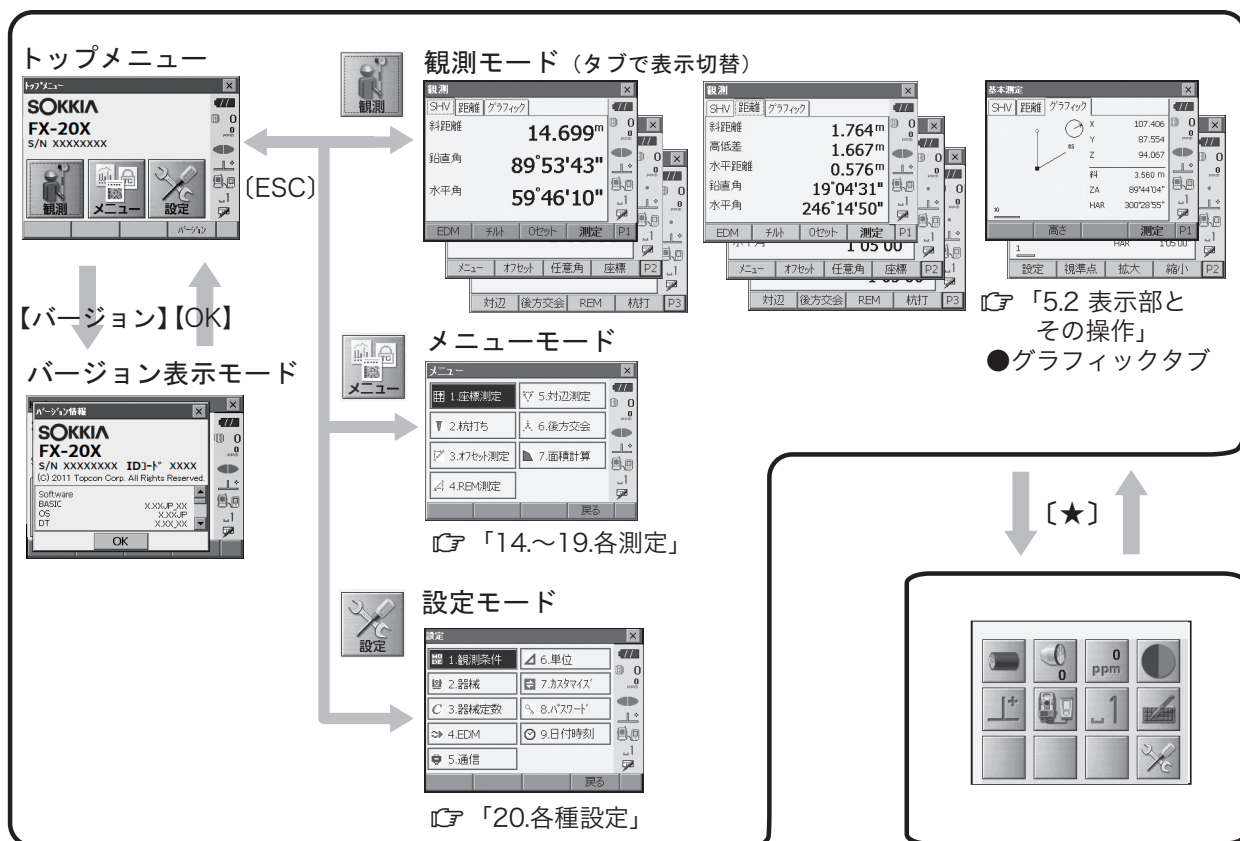 トップメニュー
トップメニュー
SOKKIA
FX-20X
S/N XXXXXXXX
観測
メニュー
設定
バージョン
〔ESC〕
【バージョン】【OK】
バージョン表示モード
バージョン情報
SOKKIA
FX-20X
S/N XXXXXXXX IDコード XXXX
(C) 2011 Topcon Corp. All Rights Reserved.
Software
BASIC X.XXJP_XX
OS X.XXJP
DT X.XX_XX
OK
観測
観測モード（タブで表示切替）
観測
SHV 距離 グラフィック
斜距離 14.699m
鉛直角 89°53'43"
水平角 59°46'10"
EDM チルト 0セット 測定 P1
メニュー オフセット 任意角 座標 P2
対辺 後方交会 REM 杭打 P3
観測
SHV 距離 グラフィック
斜距離 1.764m
高低差 1.667m
水平距離 0.576m
鉛直角 19°04'31"
水平角 246°14'50"
EDM チルト 0セット 測定 P1
メニュー オフセット 任意角 座標 P2
対辺 後方交会 REM 杭打 P3
基本測定
SHV 距離 グラフィック
X 107.406
Y 87.554
Z 94.067
BS
斜 3.560 m
ZA 89°44'04"
HAR 300°28'55"
10
高さ 測定 P1
1
HAR 1°05'00"
設定 視準点 拡大 縮小 P2
「5.2 表示部と
その操作」
●グラフィックタブ
メニュー
メニューモード
メニュー
1.座標測定 5.対辺測定
2.杭打ち 6.後方交会
3.オフセット測定 7.面積計算
4.REM測定
戻る
「14.～19.各測定」
設定
設定モード
設定
1.観測条件 6.単位
2.器械 7.カスタマイズ
3.器械定数 8.パスワード
4.EDM 9.日付時刻
5.通信
戻る
「20.各種設定」
〔★〕
0
0
ppm
1